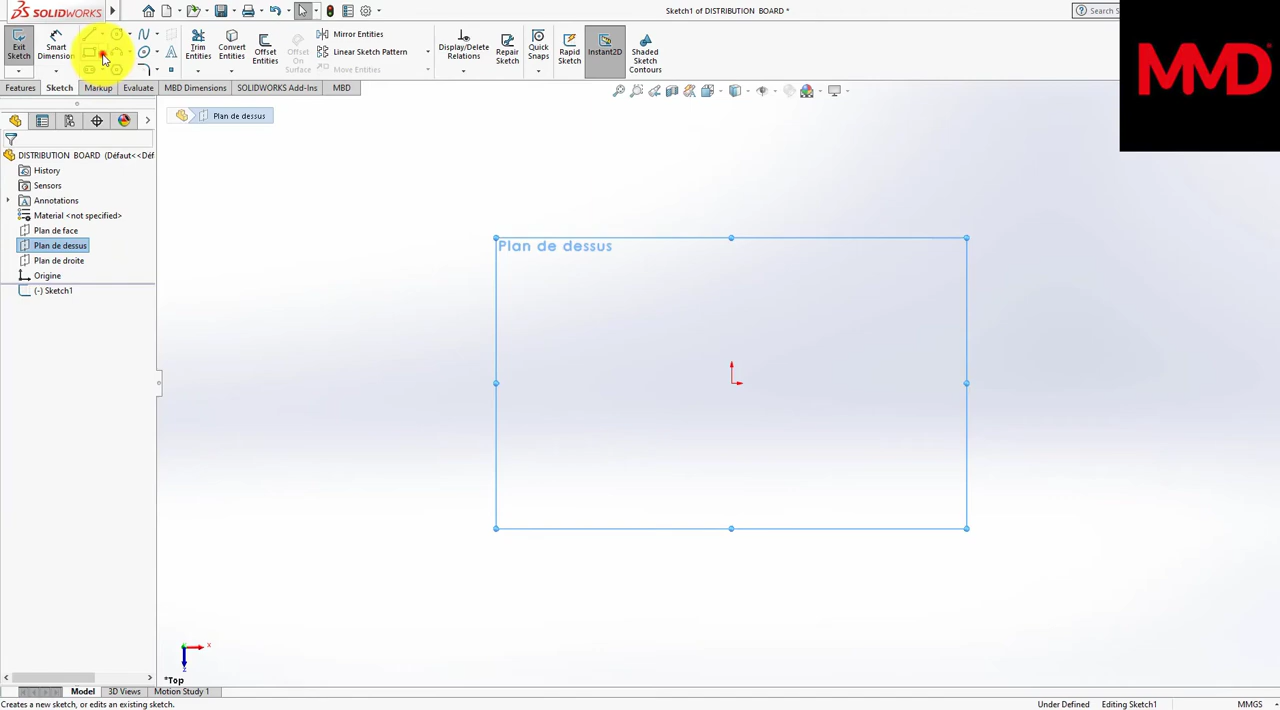 SOLIDWORKS
Sketch1 of DISTRIBUTION BOARD *
Search S
MMD
Exit Sketch
Smart Dimension
Trim Entities
Convert Entities
Offset Entities
Offset On Surface
Mirror Entities
Linear Sketch Pattern
Move Entities
Display/Delete Relations
Repair Sketch
Quick Snaps
Rapid Sketch
Instant2D
Shaded Sketch Contours
Features Sketch Markup Evaluate MBD Dimensions SOLIDWORKS Add-Ins MBD
Plan de dessus
DISTRIBUTION BOARD (Défaut<<Déf
History
Sensors
Annotations
Material <not specified>
Plan de face
Plan de dessus
Plan de droite
Origine
(-) Sketch1
Plan de dessus
x
z
*Top
Model 3D Views Motion Study 1
Creates a new sketch, or edits an existing sketch. Under Defined Editing Sketch1 MMGS